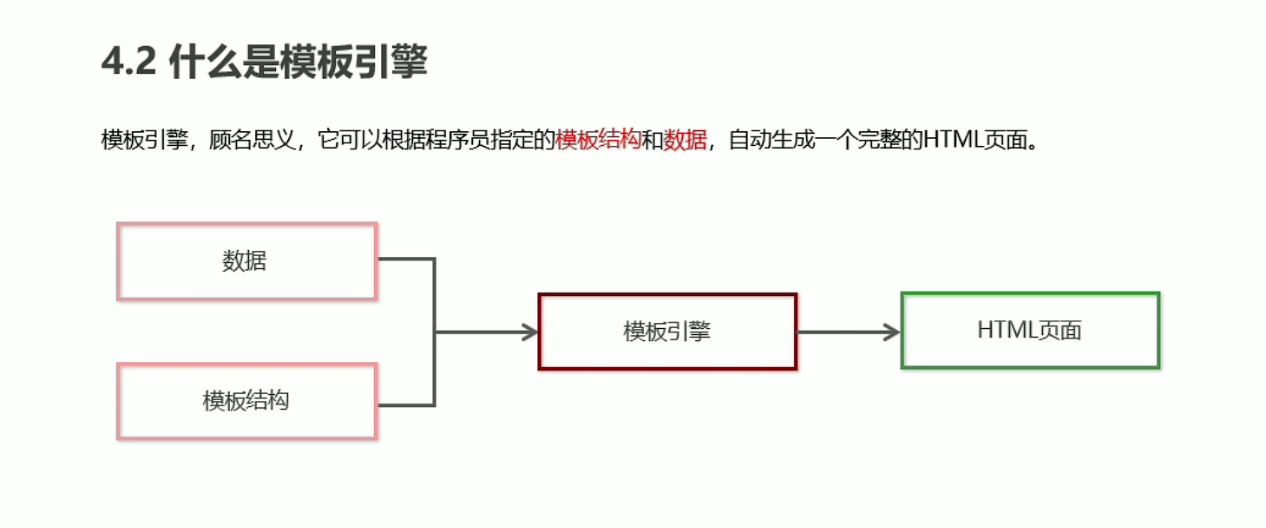 4.2 什么是模板引擎
模板引擎，顾名思义，它可以根据程序员指定的模板结构和数据，自动生成一个完整的HTML页面。
数据
模板引擎
HTML页面
模板结构